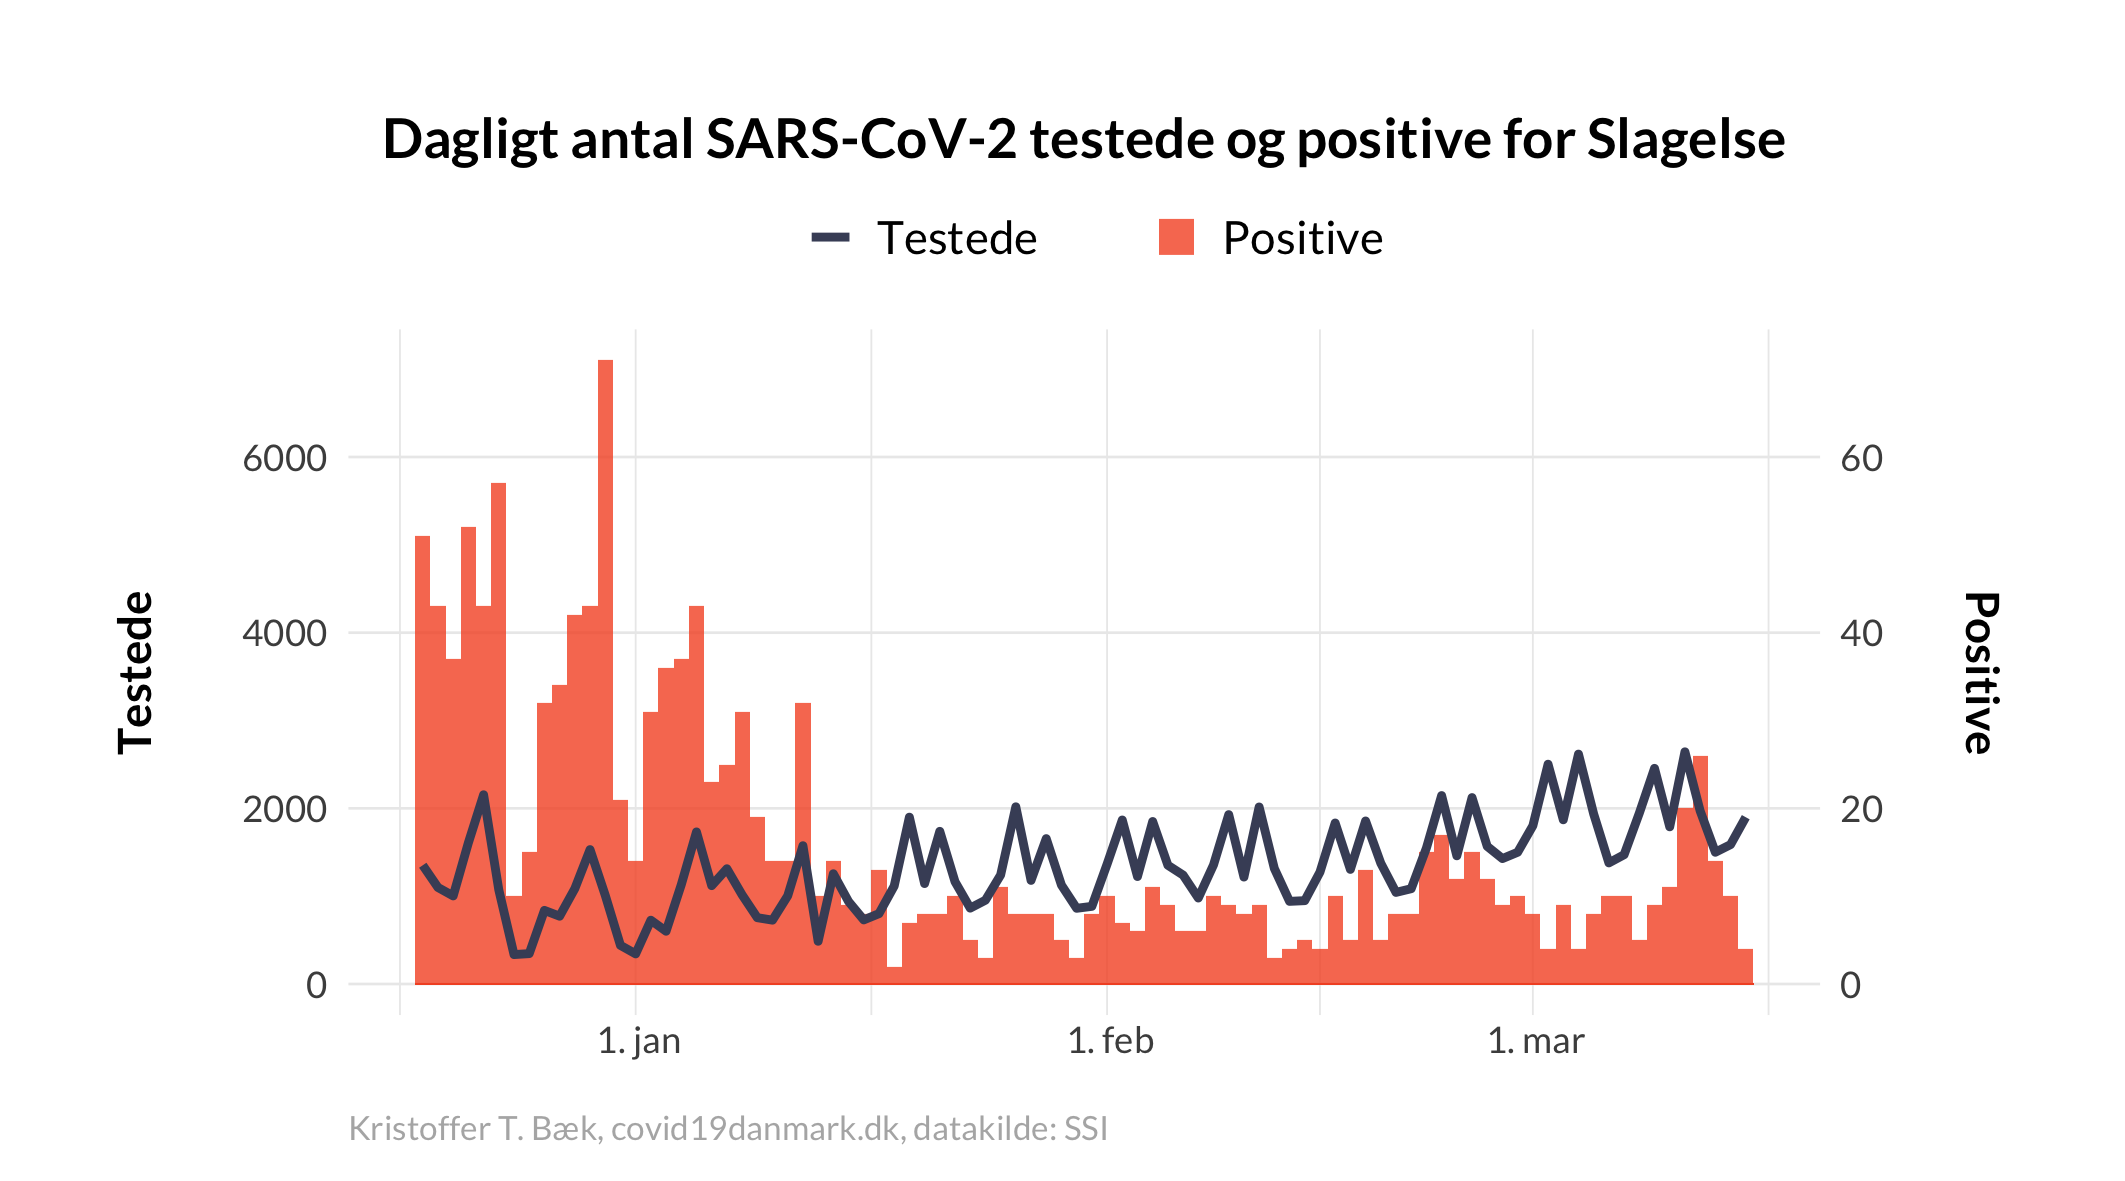 Dagligt antal SARS-CoV-2 testede og positive for Slagelse
Testede
Positive
Testede
6000
4000
2000
0
60
40
20
0
Positive
1. jan
1. feb
1. mar
Kristoffer T. Bæk, covid19danmark.dk, datakilde: SSI